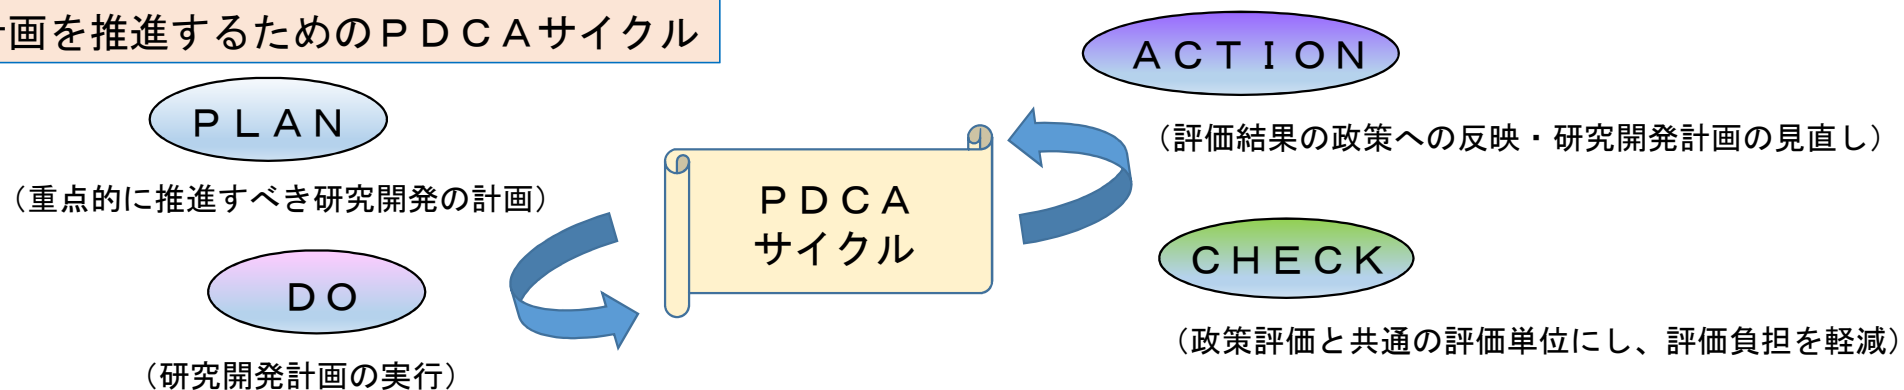 画を推進するためのＰＤＣＡサイクル
ＰＬＡＮ
（重点的に推進すべき研究開発の計画）
ＤＯ
（研究開発計画の実行）
ＰＤＣＡ
サイクル
ＡＣＴＩＯＮ
（評価結果の政策への反映・研究開発計画の見直し）
ＣＨＥＣＫ
（政策評価と共通の評価単位にし、評価負担を軽減）